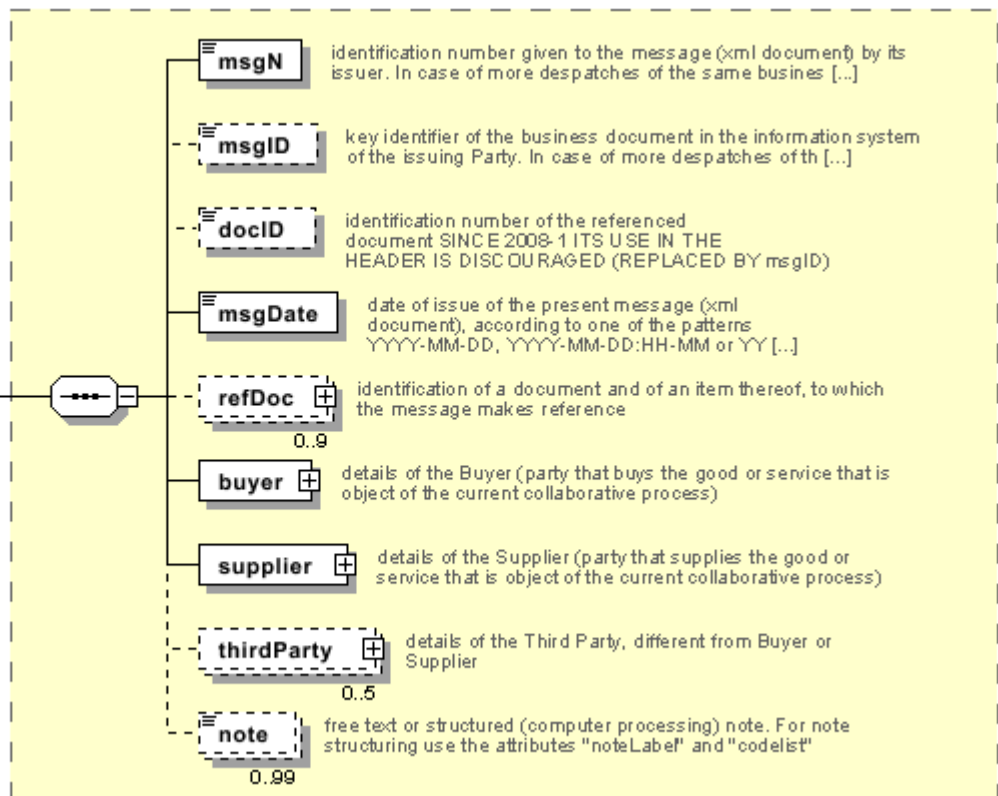 msgN
identification number given to the message (xml document) by its
issuer. In case of more despatches of the same busines [...]
msgID
key identifier of the business document in the information system
of the issuing Party. In case of more despatches of th [...]
docID
identification number of the referenced
document SINCE 2008-1 ITS USE IN THE
HEADER IS DISCOURAGED (REPLACED BY msgID)
msgDate
date of issue of the present message (xml
document), according to one of the patterns
YYYY-MM-DD, YYYY-MM-DD:HH-MM or YY [...]
refDoc
0..9
identification of a document and of an item thereof, to which
the message makes reference
buyer
details of the Buyer (party that buys the good or service that is
object of the current collaborative process)
supplier
details of the Supplier (party that supplies the good or
service that is object of the current collaborative process)
thirdParty
0..5
details of the Third Party, different from Buyer or
Supplier
note
0..99
free text or structured (computer processing) note. For note
structuring use the attributes "noteLabel" and "codelist"